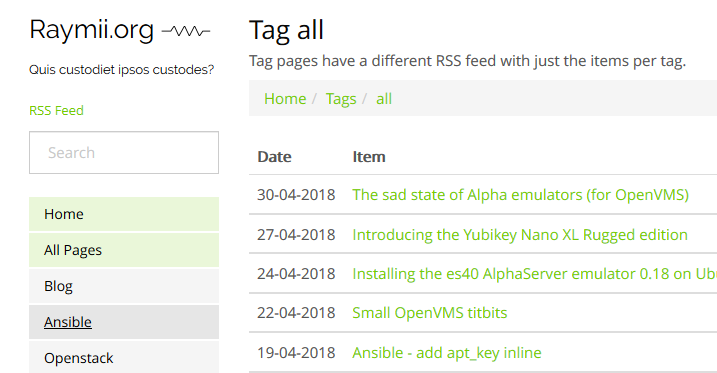 Raymii.org
Quis custodiet ipsos custodes?
RSS Feed
Search
Home
All Pages
Blog
Ansible
Openstack
Tag all
Tag pages have a different RSS feed with just the items per tag.
Home / Tags / all
Date Item
30-04-2018 The sad state of Alpha emulators (for OpenVMS)
27-04-2018 Introducing the Yubikey Nano XL Rugged edition
24-04-2018 Installing the es40 AlphaServer emulator 0.18 on Ub
22-04-2018 Small OpenVMS titbits
19-04-2018 Ansible - add apt_key inline